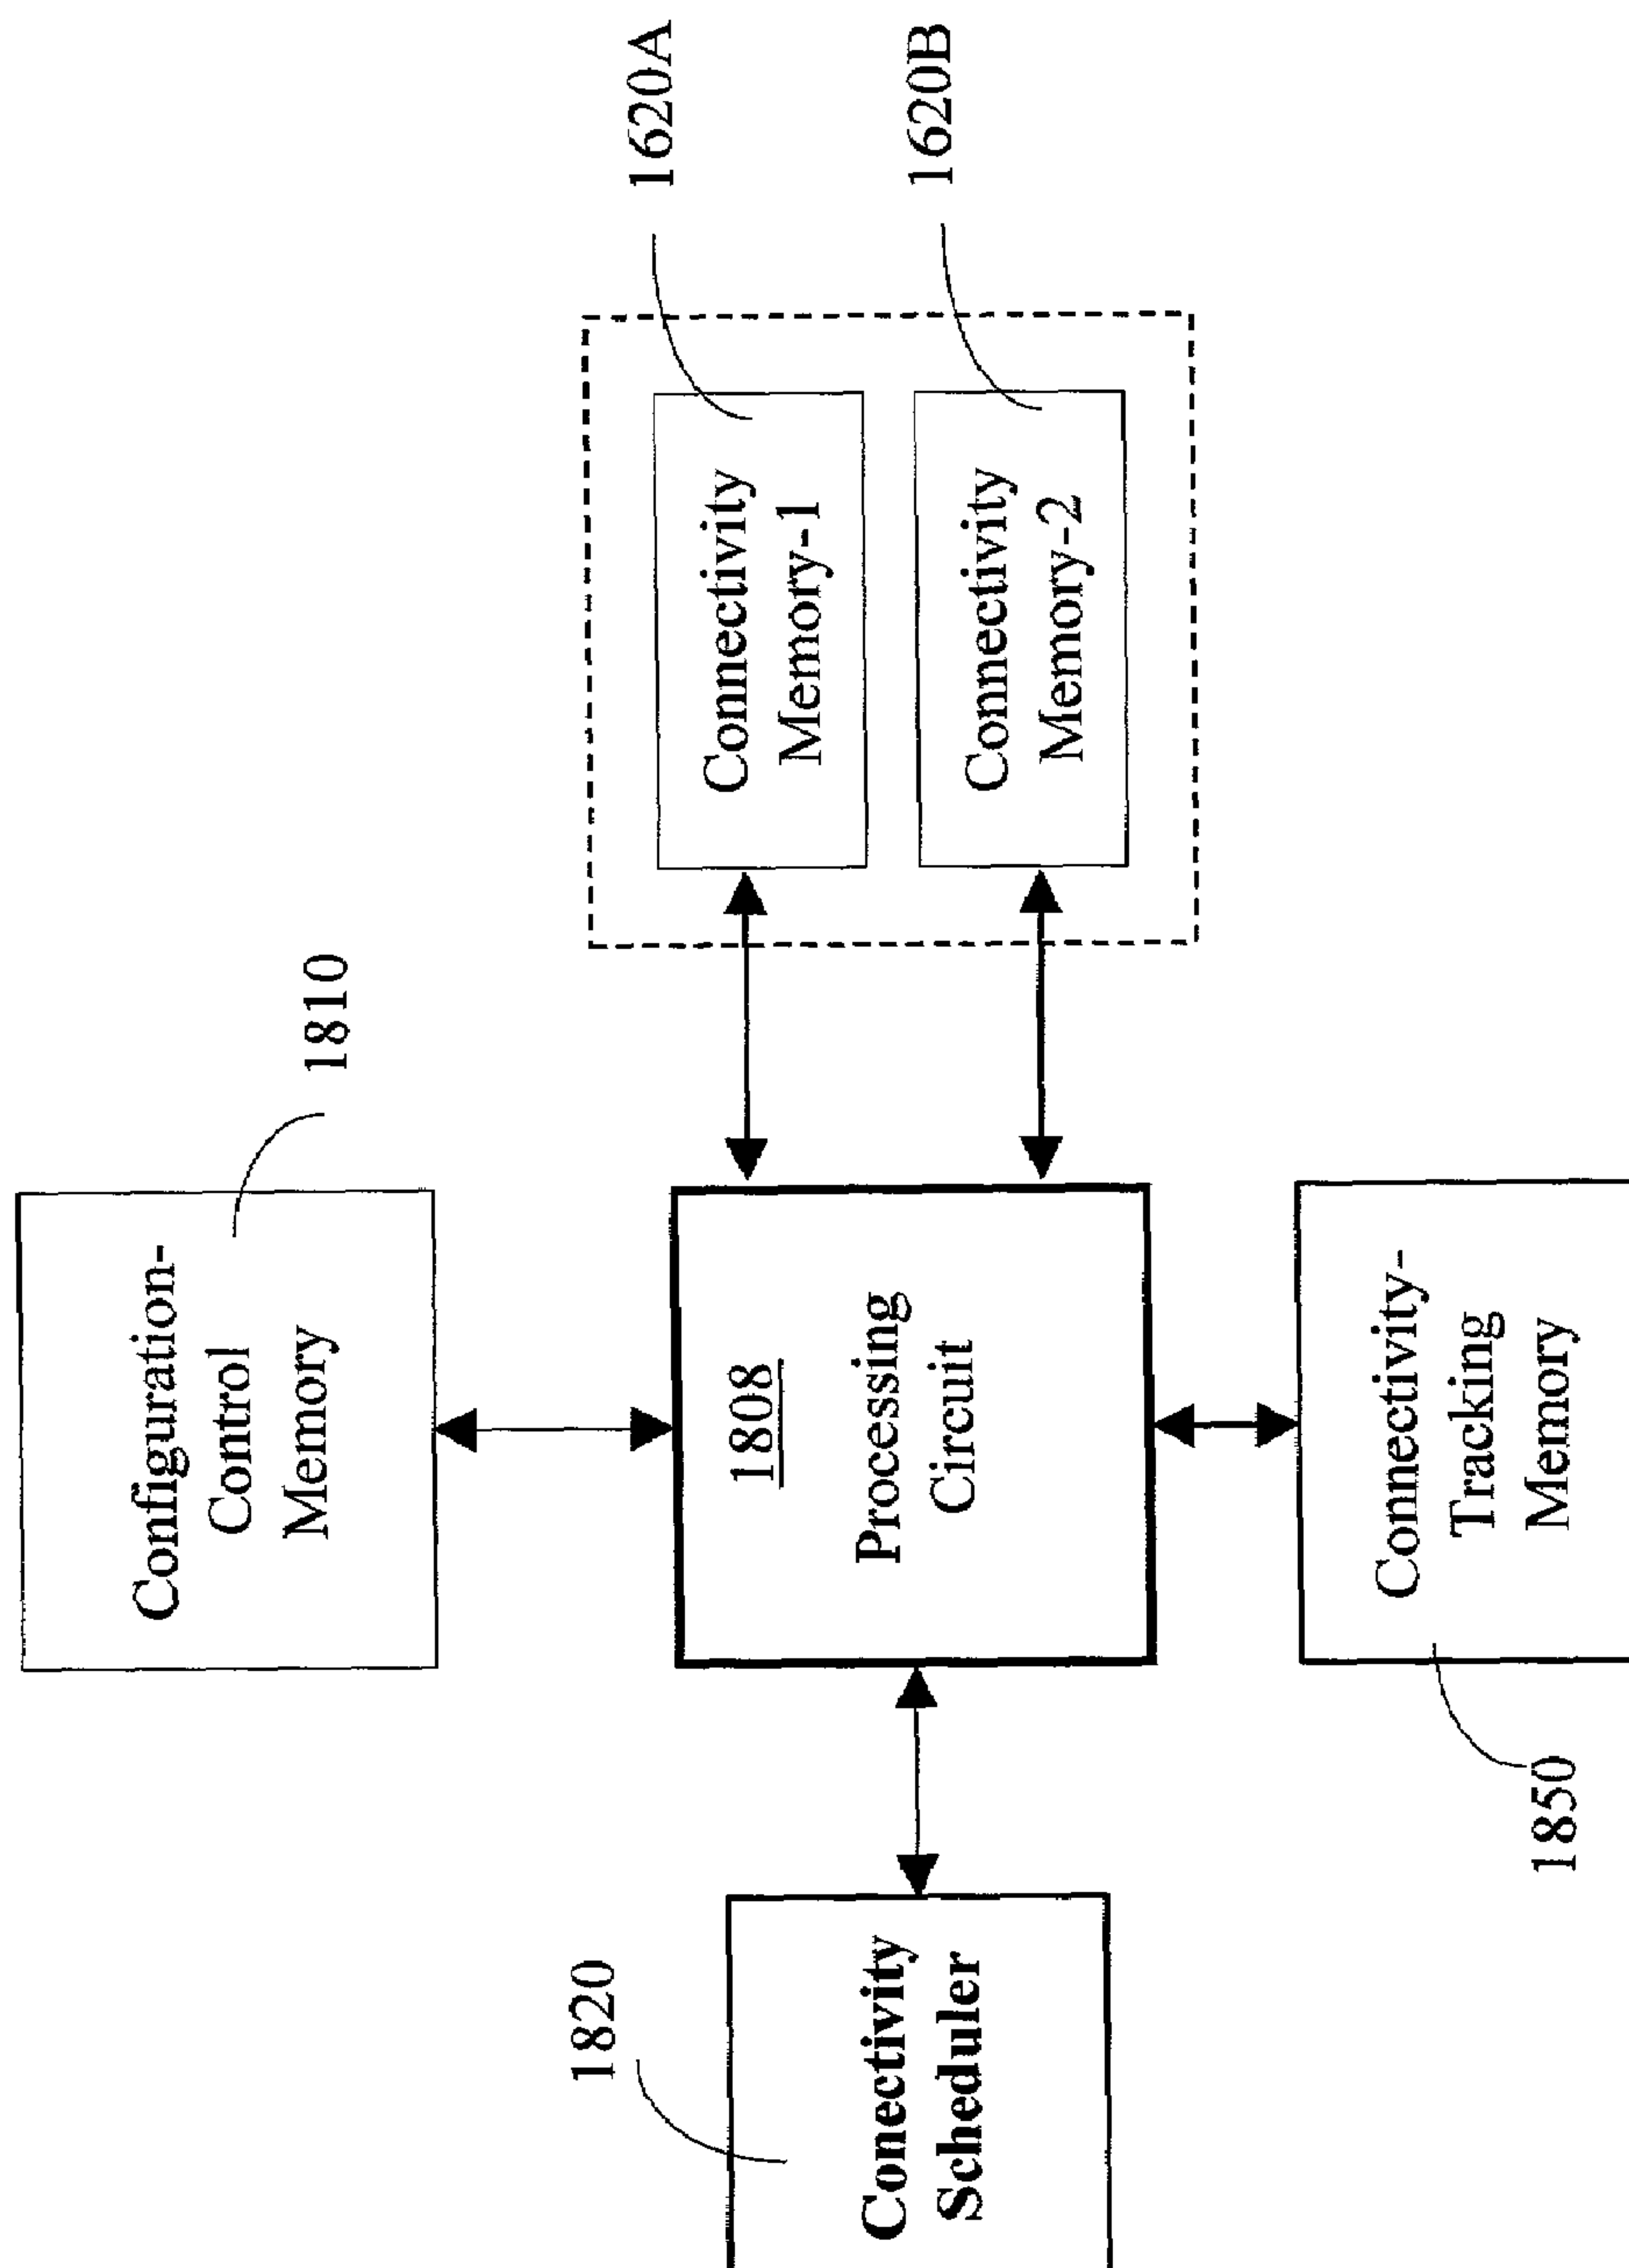 Configuration-
Control
Memory
1810
1820
Conectivity
Scheduler
1808
Processing
Circuit
1620A
Connectivity
Memory-1
1620B
Connectivity
Memory-2
Connectivity-
Tracking
Memory
1850